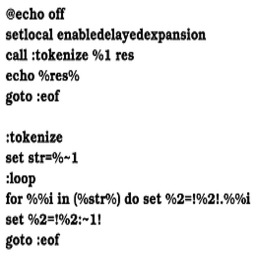 @echo off
setlocal enabledelayedexpansion
call :tokenize %1 res
echo %res%
goto :eof

:tokenize
set str=%~1
:loop
for %%i in (%str%) do set %2=!%2!.%%i
set %2=!%2:~1!
goto :eof